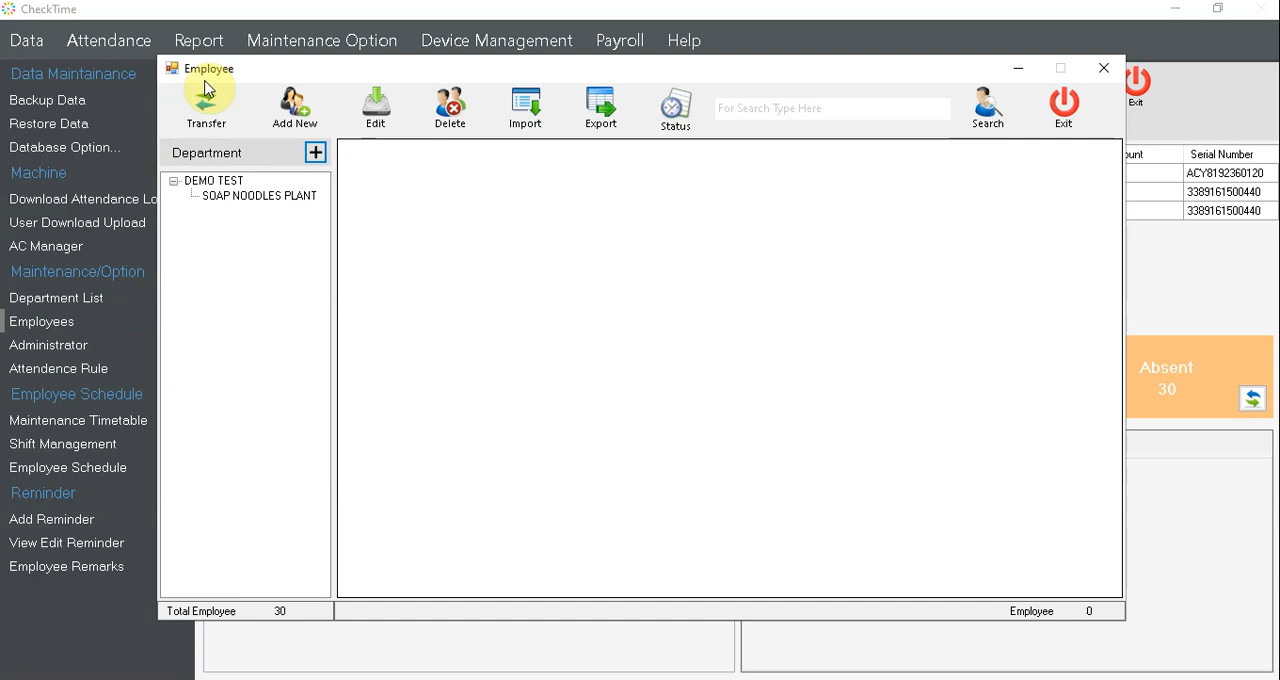 CheckTime
Data Attendance Report Maintenance Option Device Management Payroll Help
Data Maintainance
Backup Data
Restore Data
Database Option...
Machine
Download Attendance Lo
User Download Upload
AC Manager
Maintenance/Option
Department List
Employees
Administrator
Attendence Rule
Employee Schedule
Maintenance Timetable
Shift Management
Employee Schedule
Reminder
Add Reminder
View Edit Reminder
Employee Remarks
Employee
Transfer Add New Edit Delete Import Export Status For Search Type Here Search Exit
Department
DEMO TEST
SOAP NOODLES PLANT
Total Employee 30
Employee 0
Exit
ount Serial Number
ACY8192360120
3389161500440
3389161500440
Absent
30